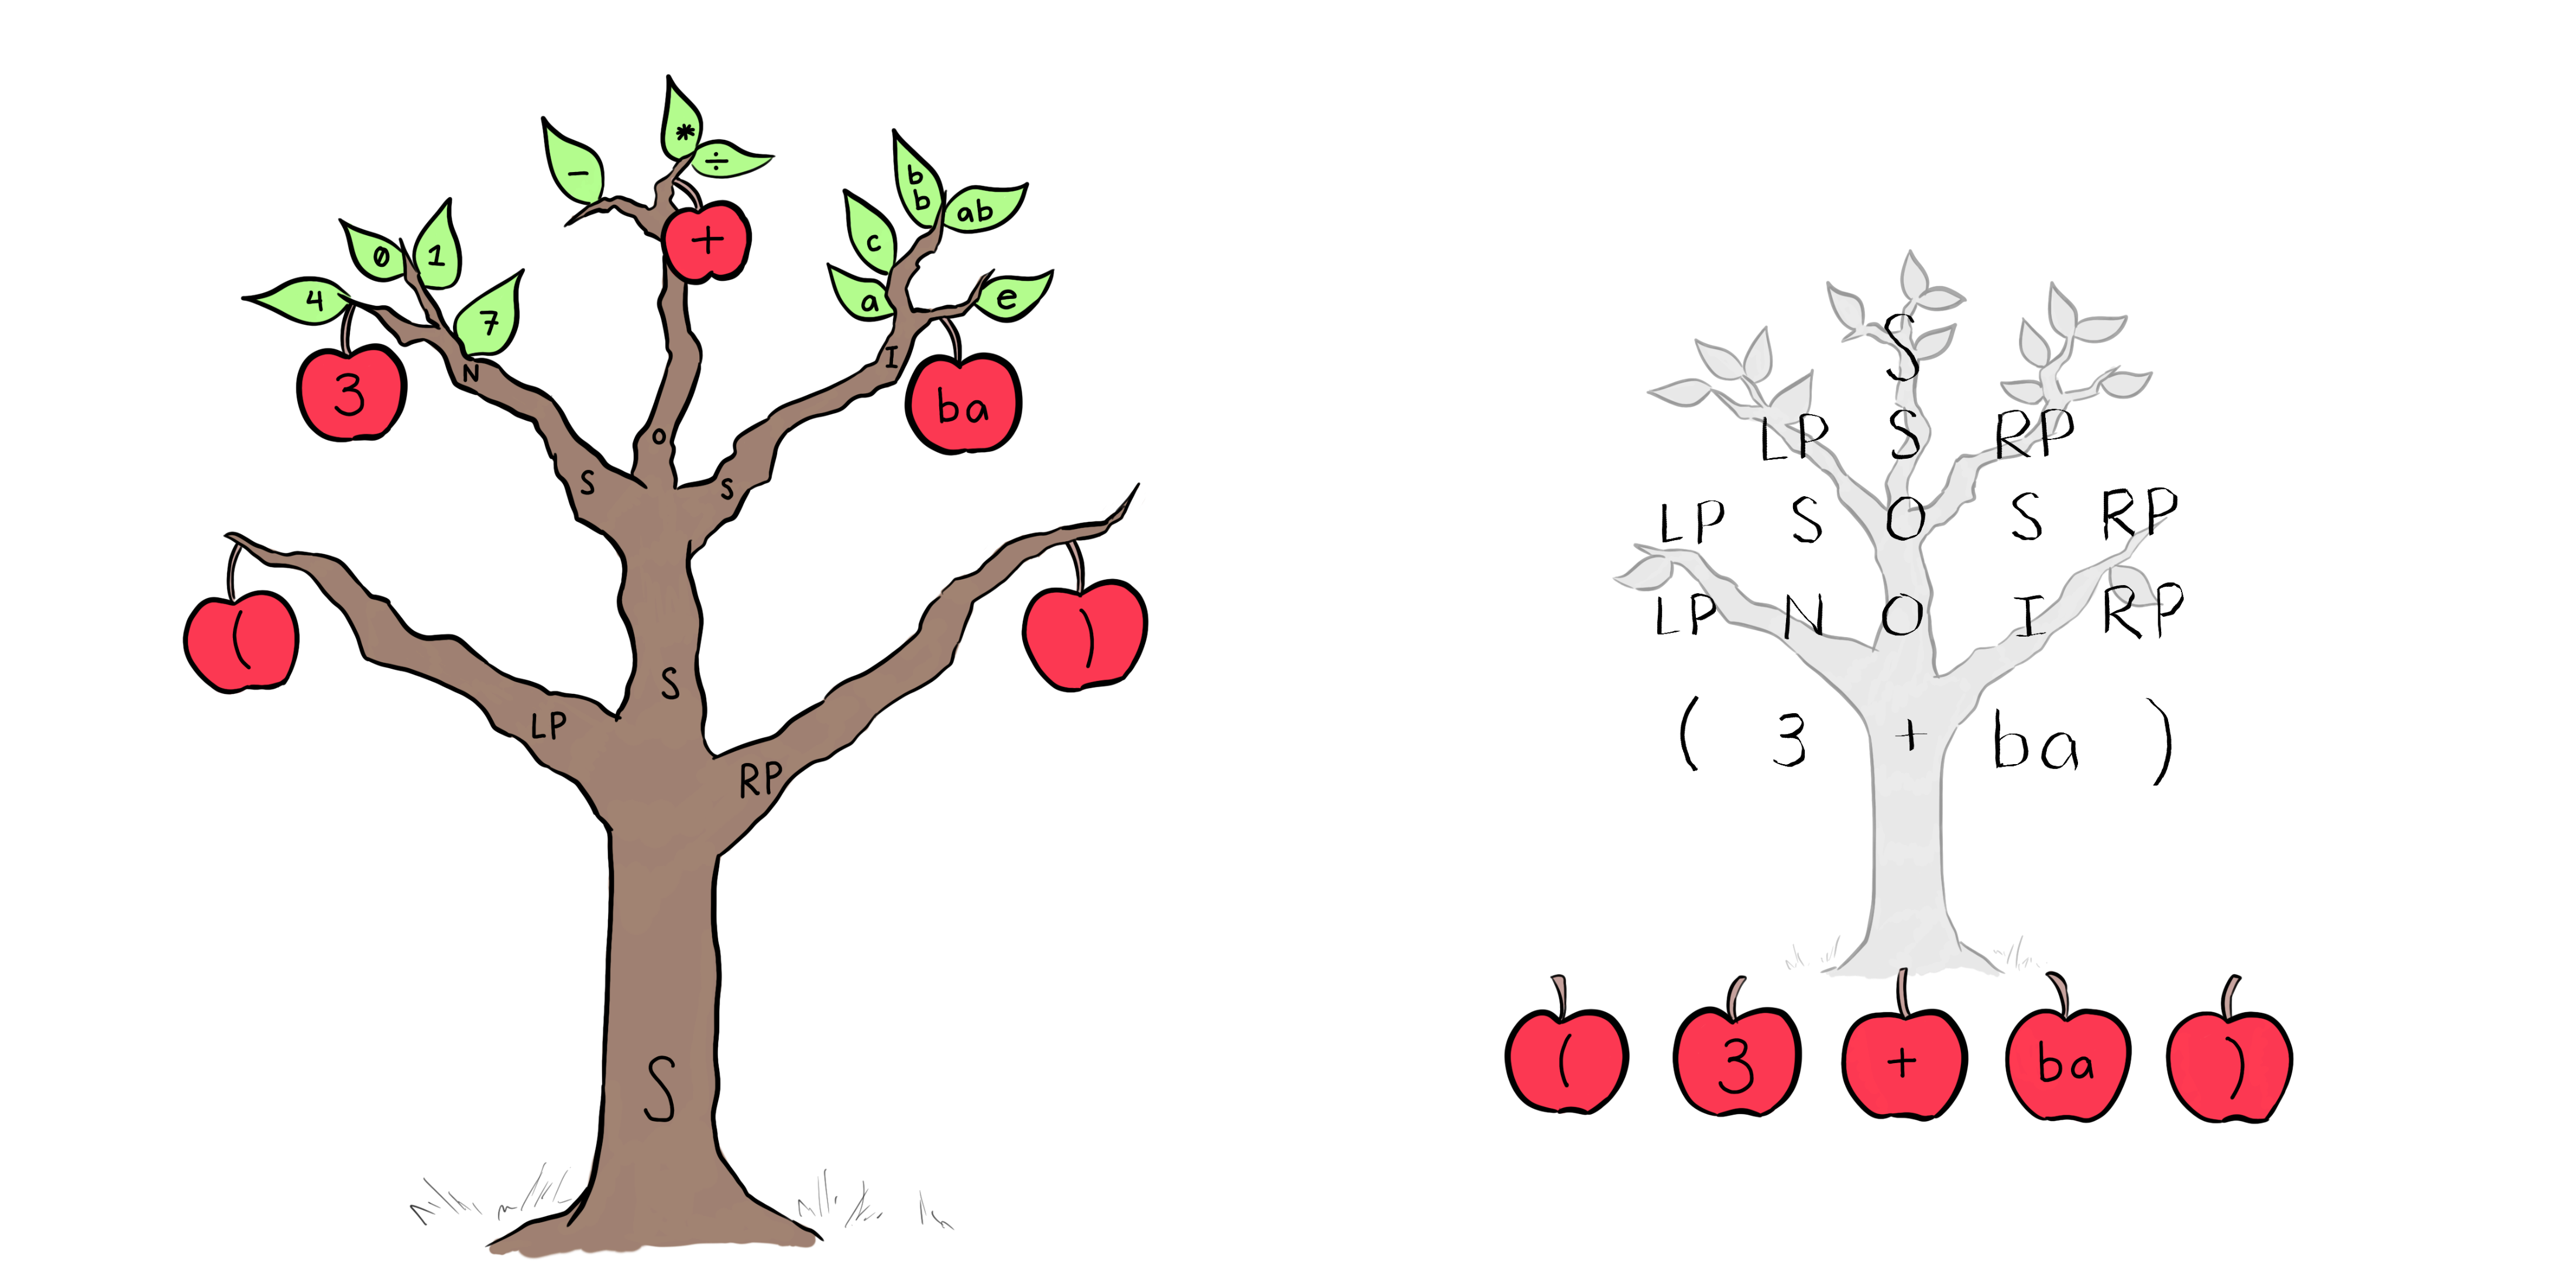 *
-
÷
b
b
ab
+
c
0
1
a
e
4
7
I
3
N
ba
O
S
S
(
)
S
LP
RP
S
S
LP S RP
LP S O S RP
LP N O I RP
( 3 + ba )
( 3 + ba )